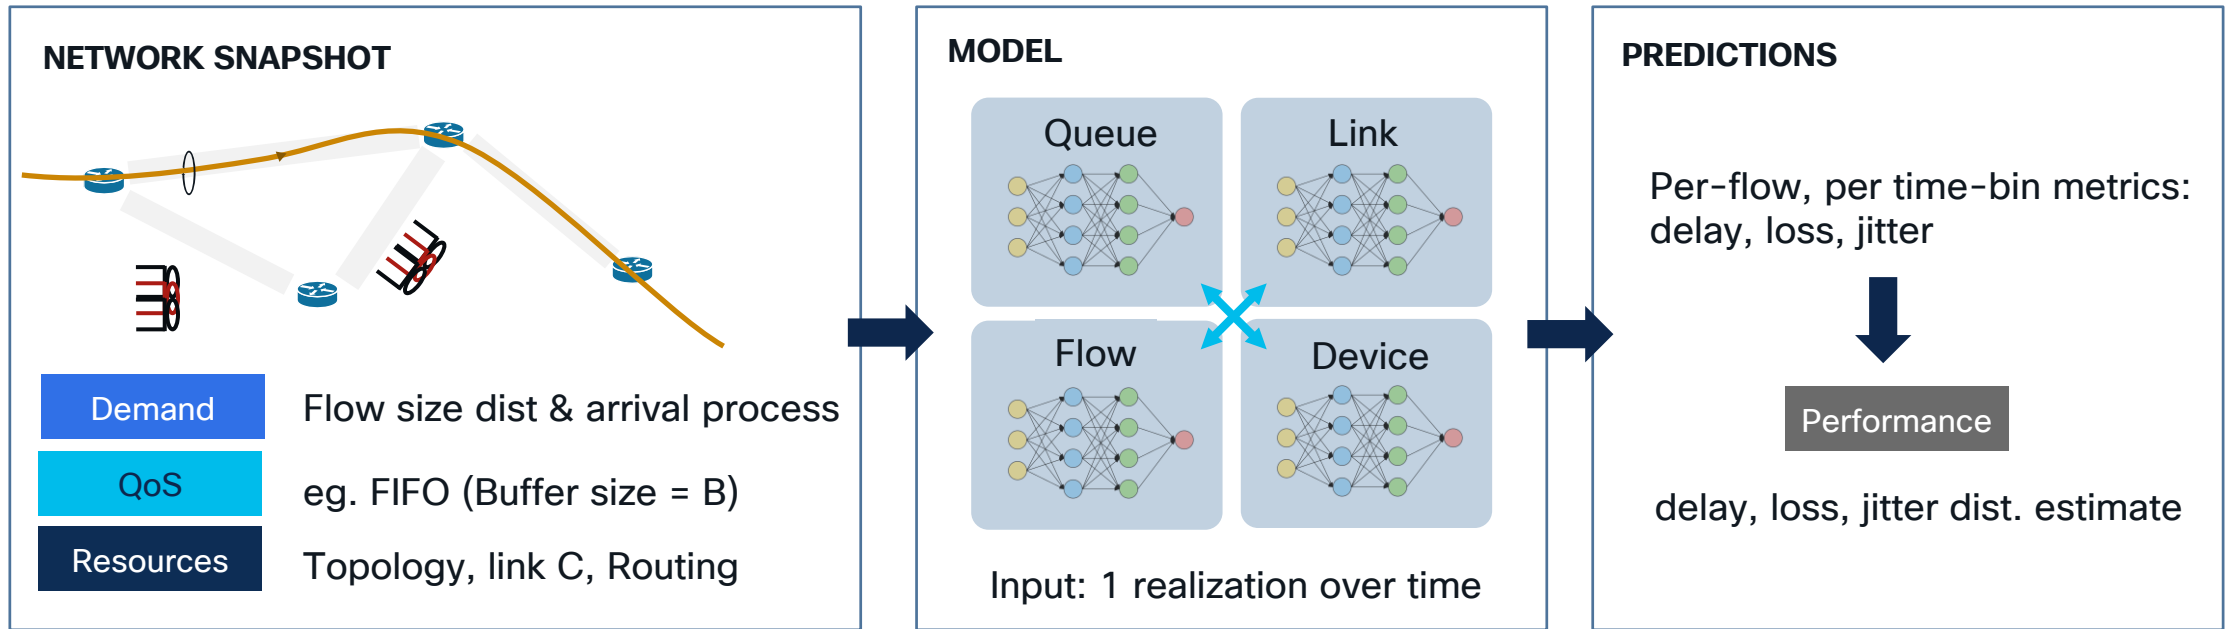 NETWORK SNAPSHOT
Demand
Flow size dist & arrival process
QoS
eg. FIFO (Buffer size = B)
Resources
Topology, link C, Routing
MODEL
Queue
Link
Flow
Device
Input: 1 realization over time
PREDICTIONS
Per-flow, per time-bin metrics:
delay, loss, jitter
Performance
delay, loss, jitter dist. estimate